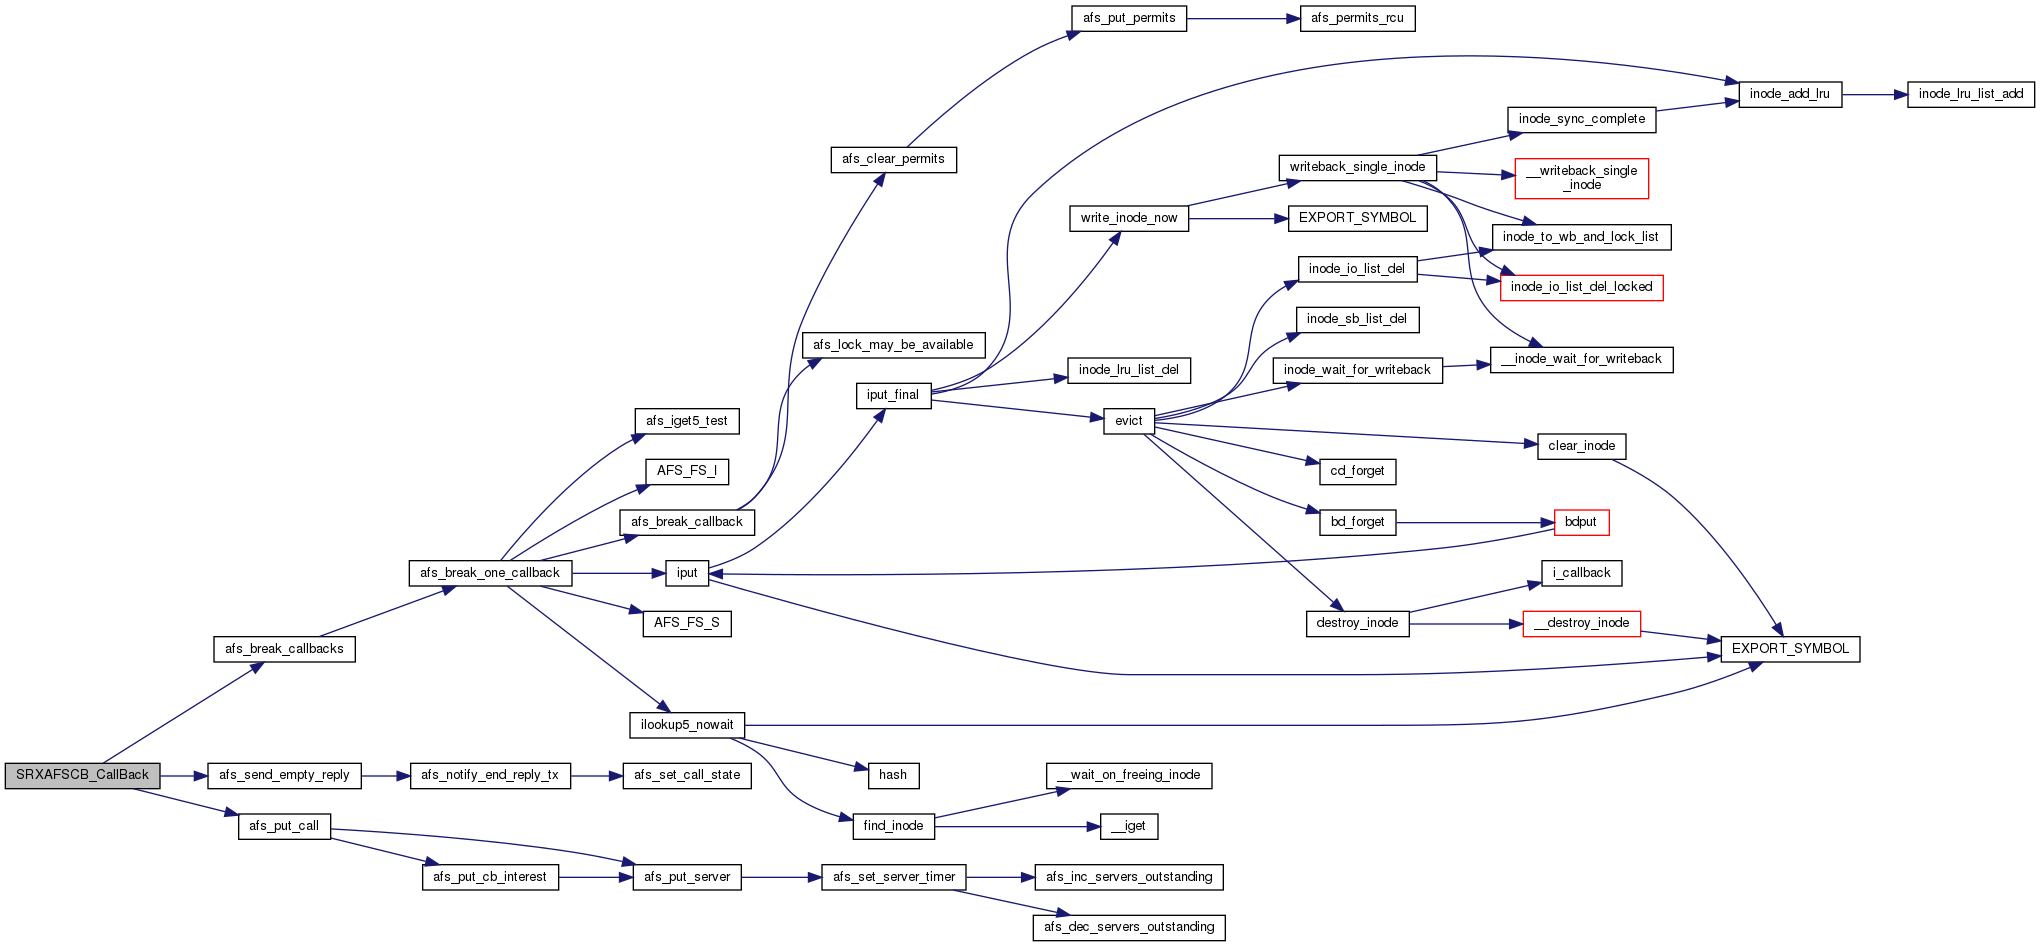 afs_put_permits
afs_permits_rcu
inode_add_lru
inode_lru_list_add
inode_sync_complete
afs_clear_permits
writeback_single_inode
__writeback_single
_inode
write_inode_now
EXPORT_SYMBOL
inode_to_wb_and_lock_list
inode_io_list_del
inode_io_list_del_locked
inode_sb_list_del
afs_lock_may_be_available
__inode_wait_for_writeback
inode_lru_list_del
inode_wait_for_writeback
iput_final
afs_iget5_test
evict
clear_inode
AFS_FS_I
cd_forget
afs_break_callback
bd_forget
bdput
afs_break_one_callback
iput
i_callback
AFS_FS_S
destroy_inode
__destroy_inode
afs_break_callbacks
EXPORT_SYMBOL
ilookup5_nowait
SRXAFSCB_CallBack
afs_send_empty_reply
afs_notify_end_reply_tx
afs_set_call_state
hash
__wait_on_freeing_inode
afs_put_call
find_inode
__iget
afs_put_cb_interest
afs_put_server
afs_set_server_timer
afs_inc_servers_outstanding
afs_dec_servers_outstanding